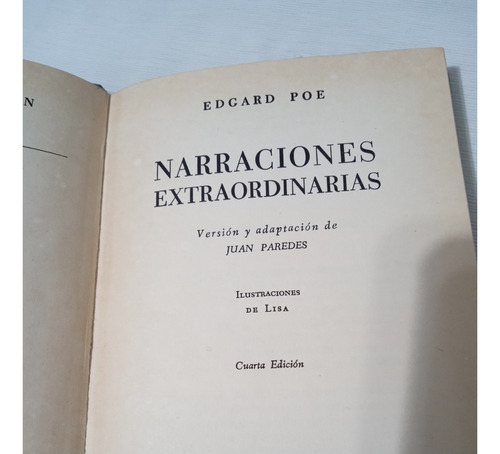 N
EDGARD POE
NARRACIONES
EXTRAORDINARIAS
Versión y adaptación de
JUAN PAREDES
ILUSTRACIONES
DE LISA
Cuarta Edición